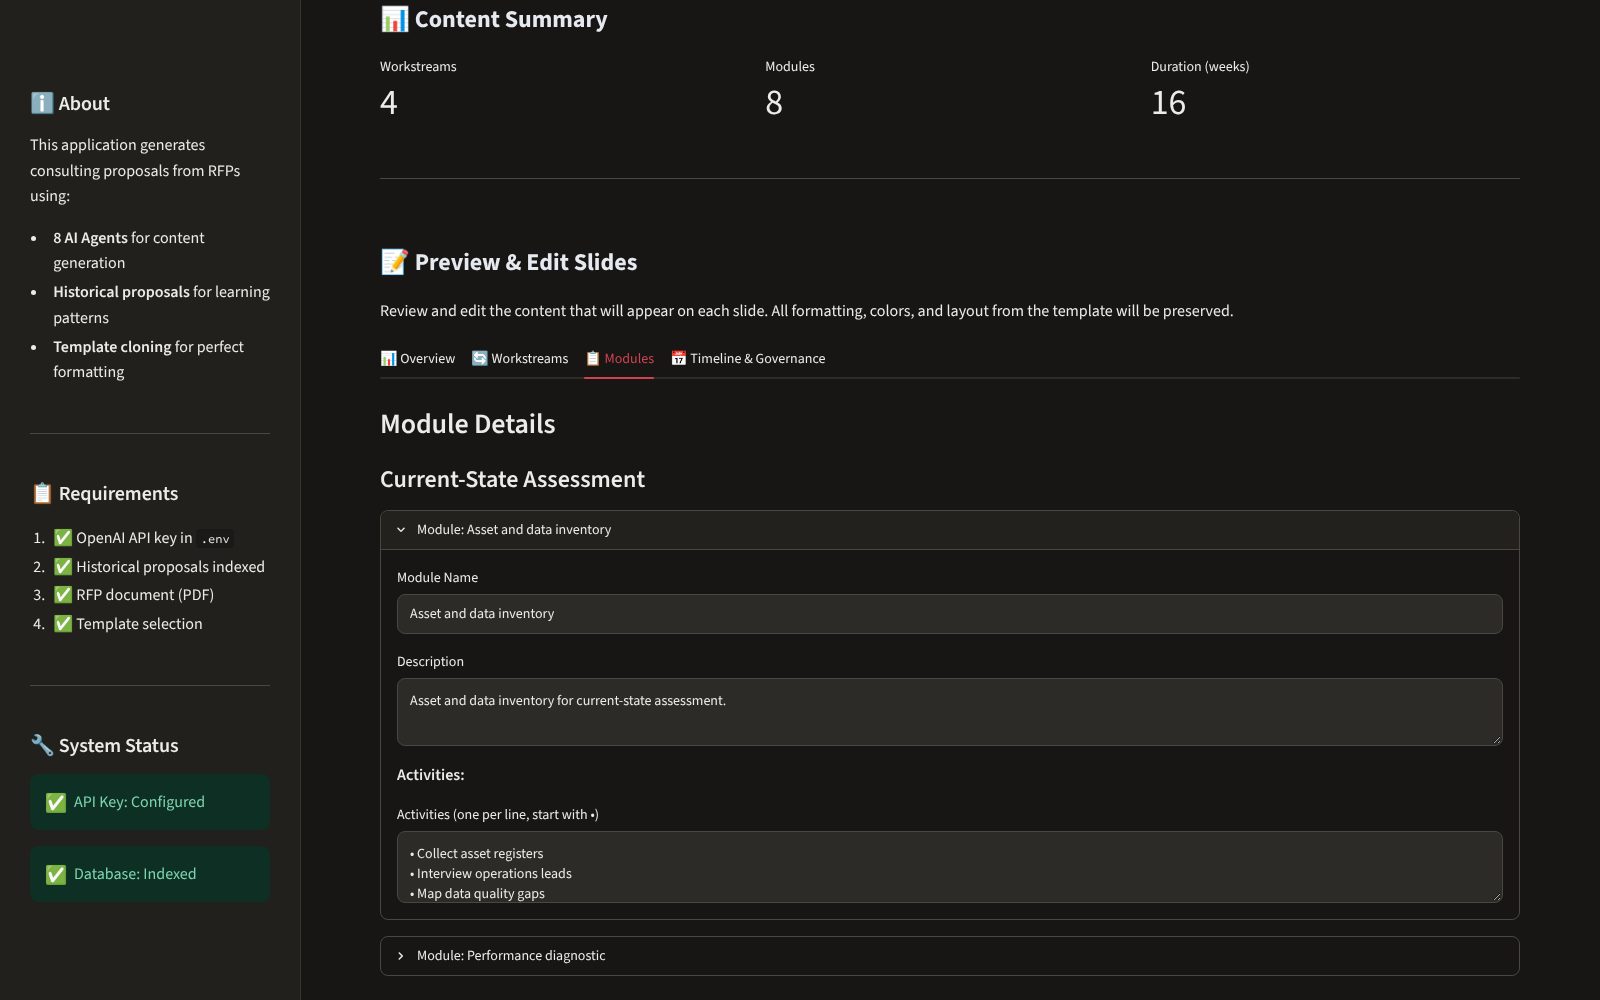 ℹ️ About
This application generates
consulting proposals from RFPs
using:
• 8 AI Agents for content
generation
• Historical proposals for learning
patterns
• Template cloning for perfect
formatting
📋 Requirements
1. ✅ OpenAI API key in .env
2. ✅ Historical proposals indexed
3. ✅ RFP document (PDF)
4. ✅ Template selection
🔧 System Status
✅ API Key: Configured
✅ Database: Indexed
📊 Content Summary
Workstreams
4
Modules
8
Duration (weeks)
16
📝 Preview & Edit Slides
Review and edit the content that will appear on each slide. All formatting, colors, and layout from the template will be preserved.
📊 Overview 🔄 Workstreams 📋 Modules 📅 Timeline & Governance
Module Details
Current-State Assessment
Module: Asset and data inventory
Module Name
Asset and data inventory
Description
Asset and data inventory for current-state assessment.
Activities:
Activities (one per line, start with •)
• Collect asset registers
• Interview operations leads
• Map data quality gaps
Module: Performance diagnostic